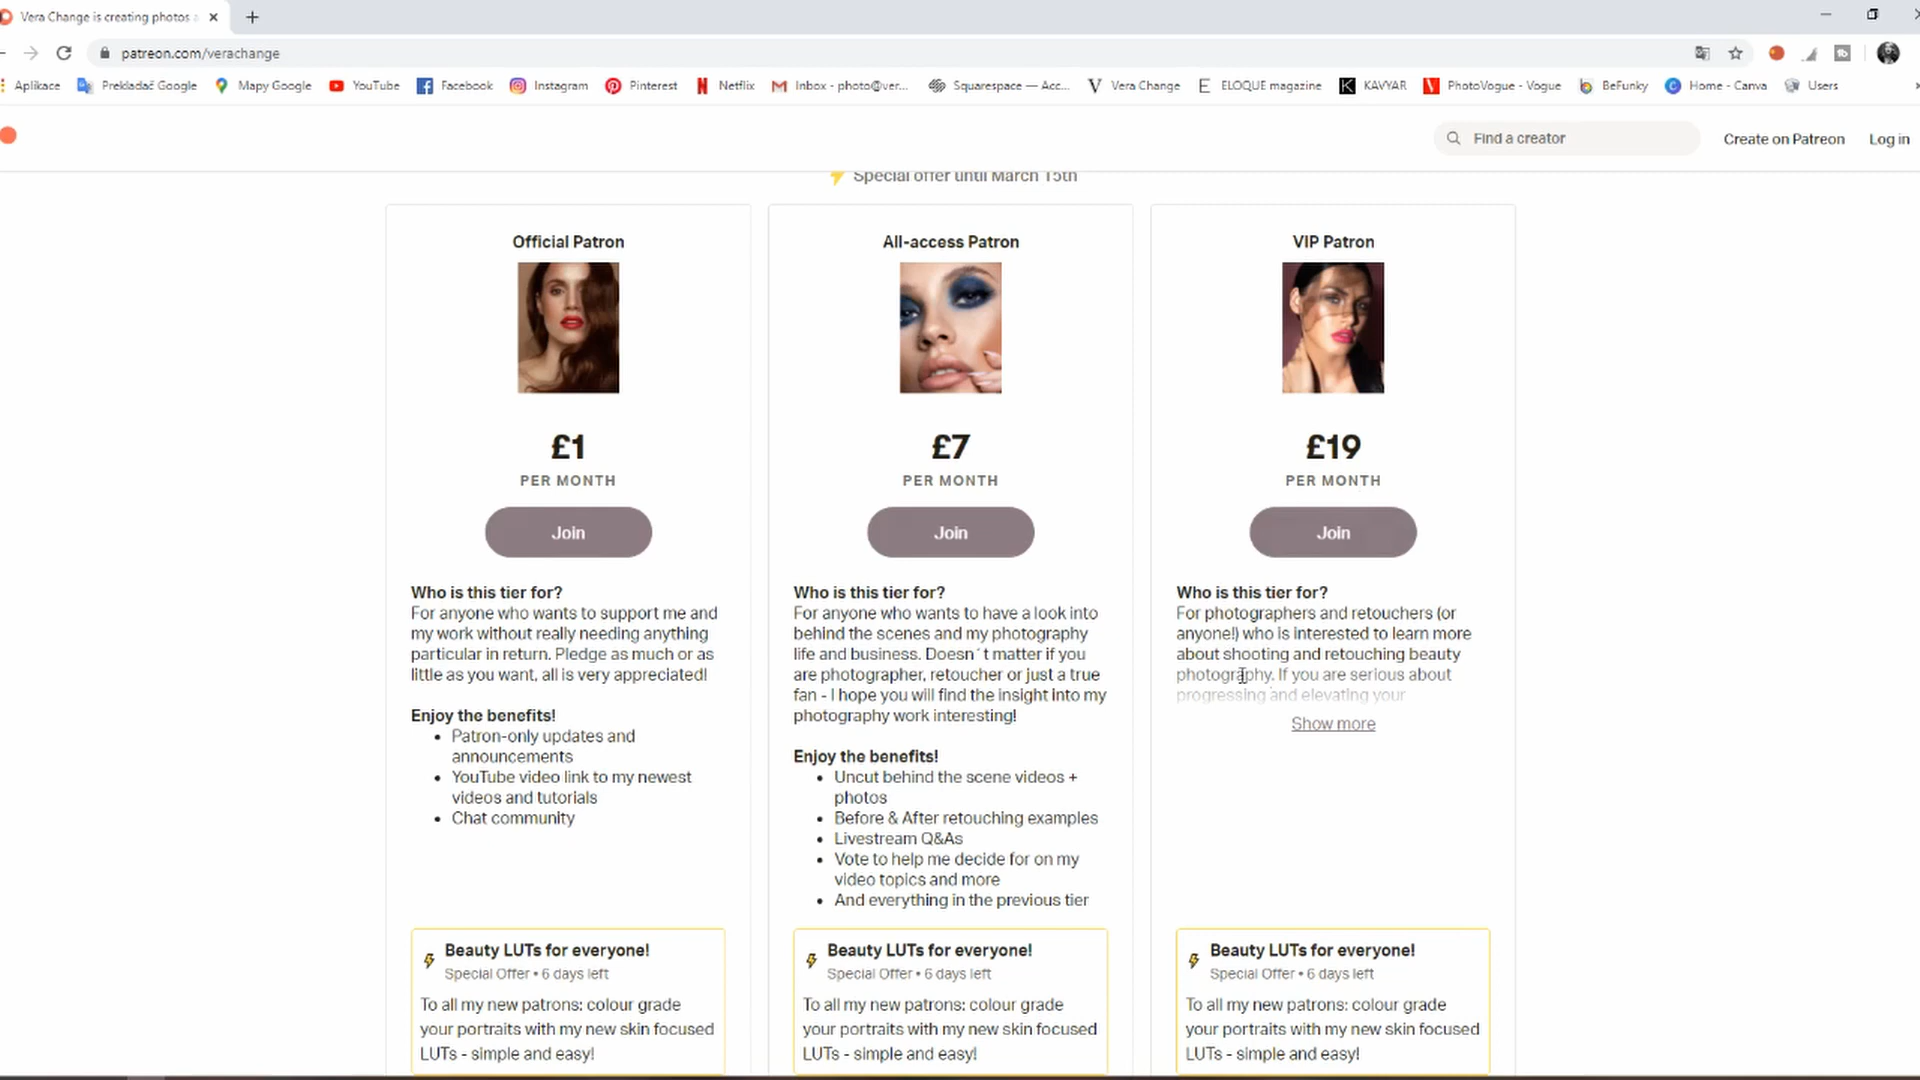 Vera Change is creating photos a
patreon.com/verachange
Aplikace
Prekladač Google
Mapy Google
YouTube
Facebook
Instagram
Pinterest
Netflix
Inbox - photo@ver...
Squarespace — Acc...
Vera Change
ELOQUE magazine
KAVYAR
PhotoVogue - Vogue
BeFunky
Home - Canva
Users
Find a creator
Create on Patreon
Log in
Special offer until March 15th
Official Patron
£1
PER MONTH
Join
Who is this tier for?
For anyone who wants to support me and
my work without really needing anything
particular in return. Pledge as much or as
little as you want, all is very appreciated!
Enjoy the benefits!
• Patron-only updates and
announcements
• YouTube video link to my newest
videos and tutorials
• Chat community
Beauty LUTs for everyone!
Special Offer • 6 days left
To all my new patrons: colour grade
your portraits with my new skin focused
LUTs - simple and easy!
All-access Patron
£7
PER MONTH
Join
Who is this tier for?
For anyone who wants to have a look into
behind the scenes and my photography
life and business. Doesn´t matter if you
are photographer, retoucher or just a true
fan - I hope you will find the insight into my
photography work interesting!
Enjoy the benefits!
• Uncut behind the scene videos +
photos
• Before & After retouching examples
• Livestream Q&As
• Vote to help me decide for on my
video topics and more
• And everything in the previous tier
Beauty LUTs for everyone!
Special Offer • 6 days left
To all my new patrons: colour grade
your portraits with my new skin focused
LUTs - simple and easy!
VIP Patron
£19
PER MONTH
Join
Who is this tier for?
For photographers and retouchers (or
anyone!) who is interested to learn more
about shooting and retouching beauty
photography. If you are serious about
progressing and elevating your
Show more
Beauty LUTs for everyone!
Special Offer • 6 days left
To all my new patrons: colour grade
your portraits with my new skin focused
LUTs - simple and easy!